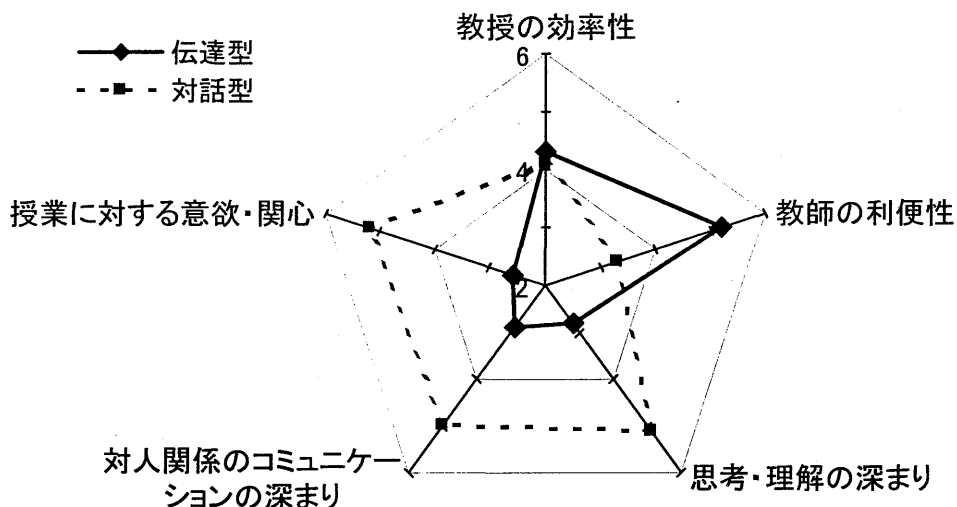 教授の効率性
伝達型
対話型
6
4
2
授業に対する意欲・関心
教師の利便性
対人関係のコミュニケー
ションの深まり
思考・理解の深まり